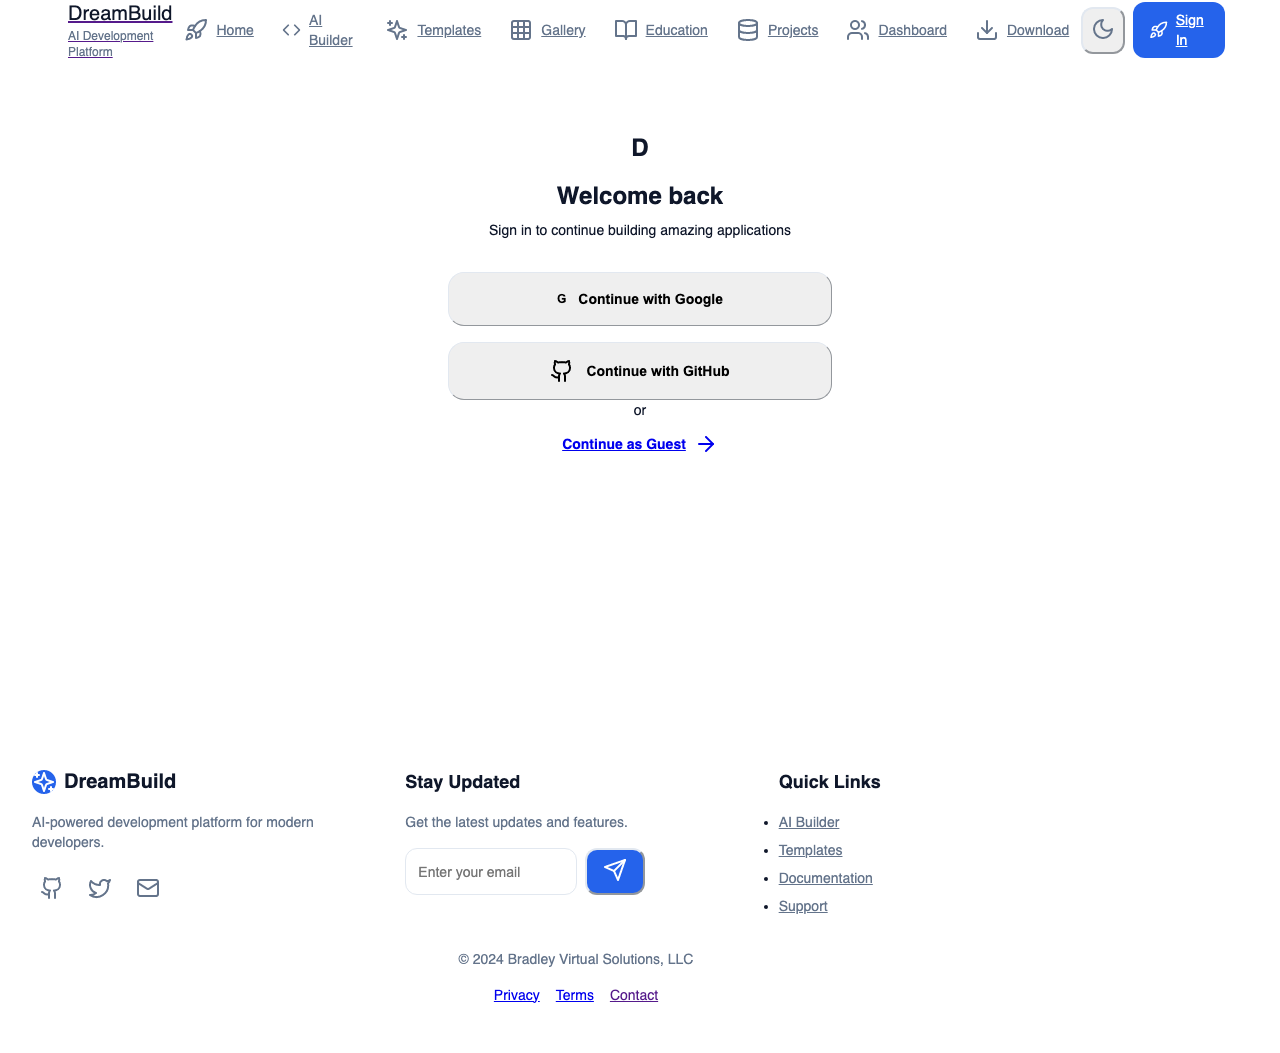 DreamBuild
AI Development
Platform
Home
AI
Builder
Templates
Gallery
Education
Projects
Dashboard
Download
Sign
In
D
Welcome back
Sign in to continue building amazing applications
G Continue with Google
Continue with GitHub
or
Continue as Guest
DreamBuild
AI-powered development platform for modern
developers.
Stay Updated
Get the latest updates and features.
Enter your email
Quick Links
AI Builder
Templates
Documentation
Support
© 2024 Bradley Virtual Solutions, LLC
Privacy Terms Contact